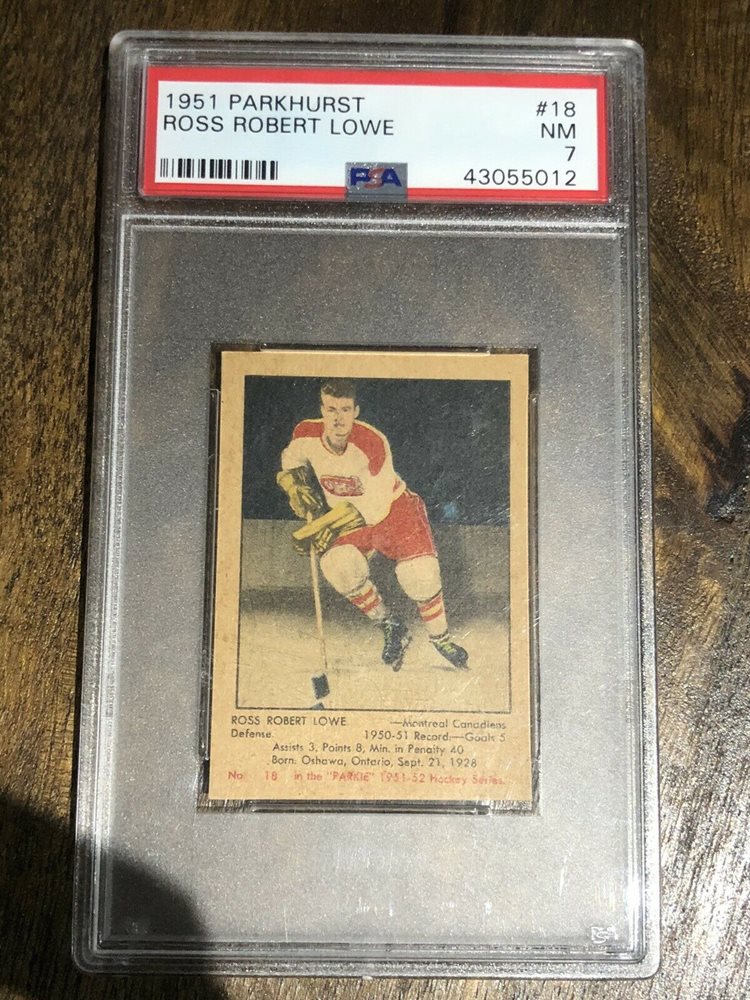 1951 PARKHURST #18
ROSS ROBERT LOWE NM
7
PSA 43055012
ROSS ROBERT LOWE —Montreal Canadiens
Defense 1950-51 Record:—Goals 5
Assists 3, Points 8, Min. in Penalty 40
Born. Oshawa, Ontario, Sept. 21, 1928
No. 18 in the "PARKIE" 1951-52 Hockey Series.